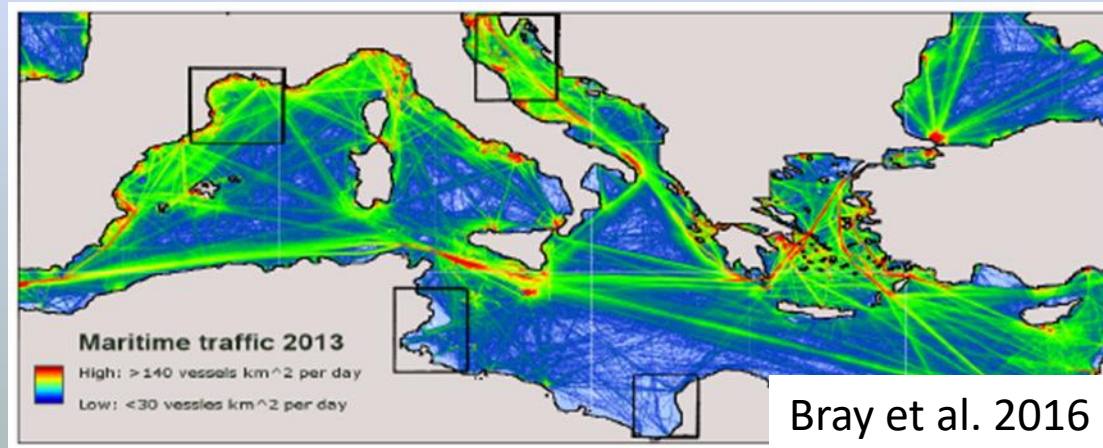 Maritime traffic 2013
High: >140 vessels km^2 per day
Low: <30 vessles km^2 per day
Bray et al. 2016